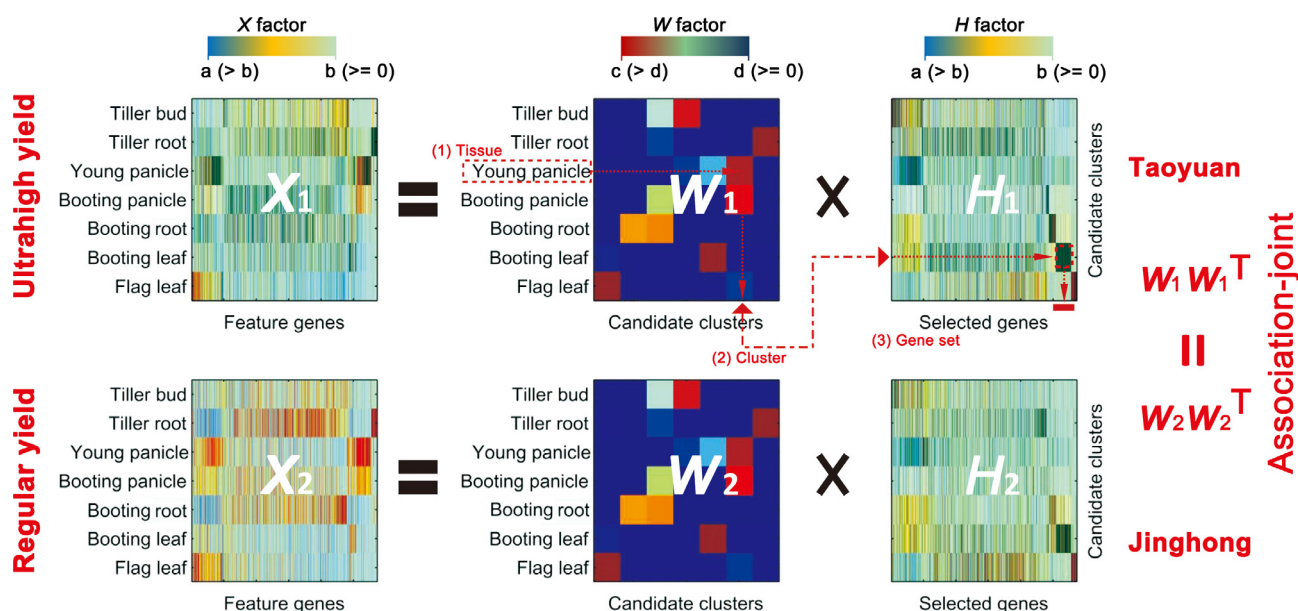 X factor
a (> b)
b (>= 0)
W factor
c (> d)
d (>= 0)
H factor
a (> b)
b (>= 0)
Ultrahigh yield
Tiller bud
Tiller root
Young panicle
Booting panicle
Booting root
Booting leaf
Flag leaf
X1
Feature genes
=
Tiller bud
Tiller root
(1) Tissue
Young panicle
Booting panicle
Booting root
Booting leaf
Flag leaf
W1
Candidate clusters
(2) Cluster
×
H1
Candidate clusters
Selected genes
(3) Gene set
Taoyuan
W1 W1T
=
W2W2T
Association-joint
Jinghong
Regular yield
Tiller bud
Tiller root
Young panicle
Booting panicle
Booting root
Booting leaf
Flag leaf
X2
Feature genes
=
Tiller bud
Tiller root
Young panicle
Booting panicle
Booting root
Booting leaf
Flag leaf
W2
Candidate clusters
×
H2
Candidate clusters
Selected genes